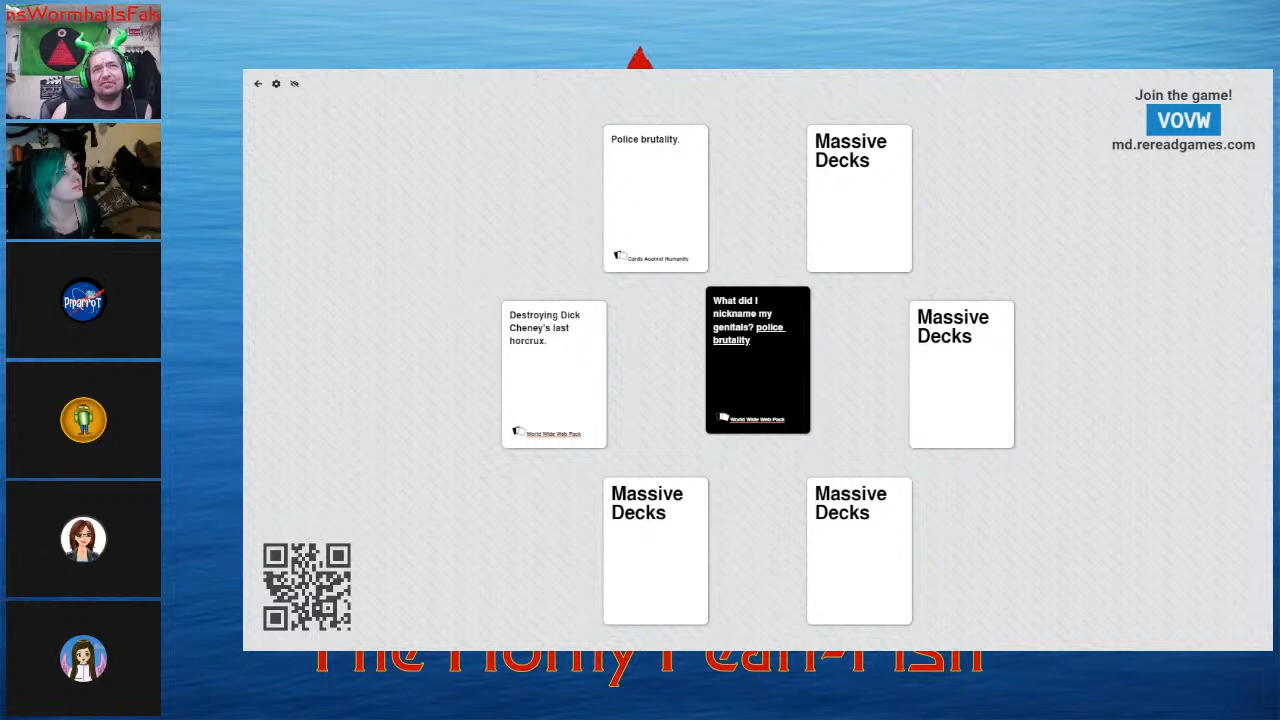 nsWormhaIsFak
Join the game!
VOVW
md.rereadgames.com
Police brutality.
Cards Against Humanity
Massive
Decks
Destroying Dick
Cheney's last
horcrux.
World Wide Web Pack
What did I
nickname my
genitals? police
brutality
World Wide Web Pack
Massive
Decks
Massive
Decks
Massive
Decks
PiparroT